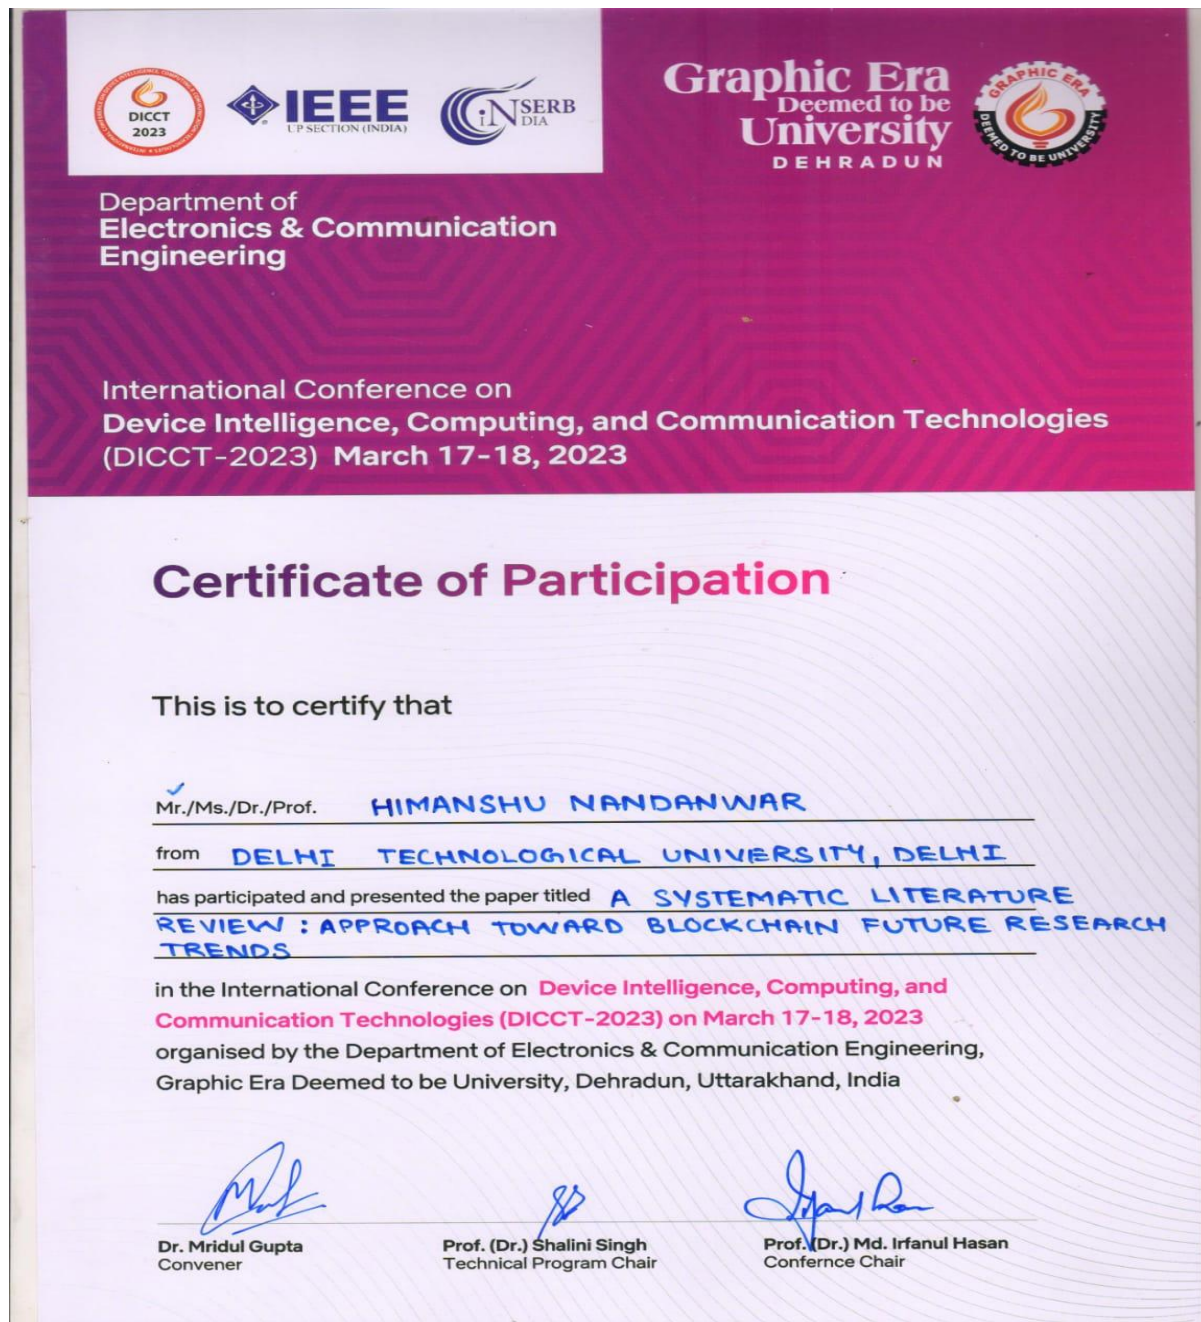 DICCT
2023
IEEE
UP SECTION (INDIA)
iNSERB
DIA
Graphic Era
Deemed to be
University
DEHRADUN
GRAPHIC ERA
DEEMED TO BE UNIVERSITY
Department of
Electronics & Communication
Engineering
International Conference on
Device Intelligence, Computing, and Communication Technologies
(DICCT-2023) March 17-18, 2023
Certificate of Participation
This is to certify that
Mr./Ms./Dr./Prof. HIMANSHU NANDANWAR
from DELHI TECHNOLOGICAL UNIVERSITY, DELHI
has participated and presented the paper titled A SYSTEMATIC LITERATURE
REVIEW : APPROACH TOWARD BLOCKCHAIN FUTURE RESEARCH
TRENDS
in the International Conference on Device Intelligence, Computing, and
Communication Technologies (DICCT-2023) on March 17-18, 2023
organised by the Department of Electronics & Communication Engineering,
Graphic Era Deemed to be University, Dehradun, Uttarakhand, India
Dr. Mridul Gupta
Convener
Prof. (Dr.) Shalini Singh
Technical Program Chair
Prof. (Dr.) Md. Irfanul Hasan
Confernce Chair